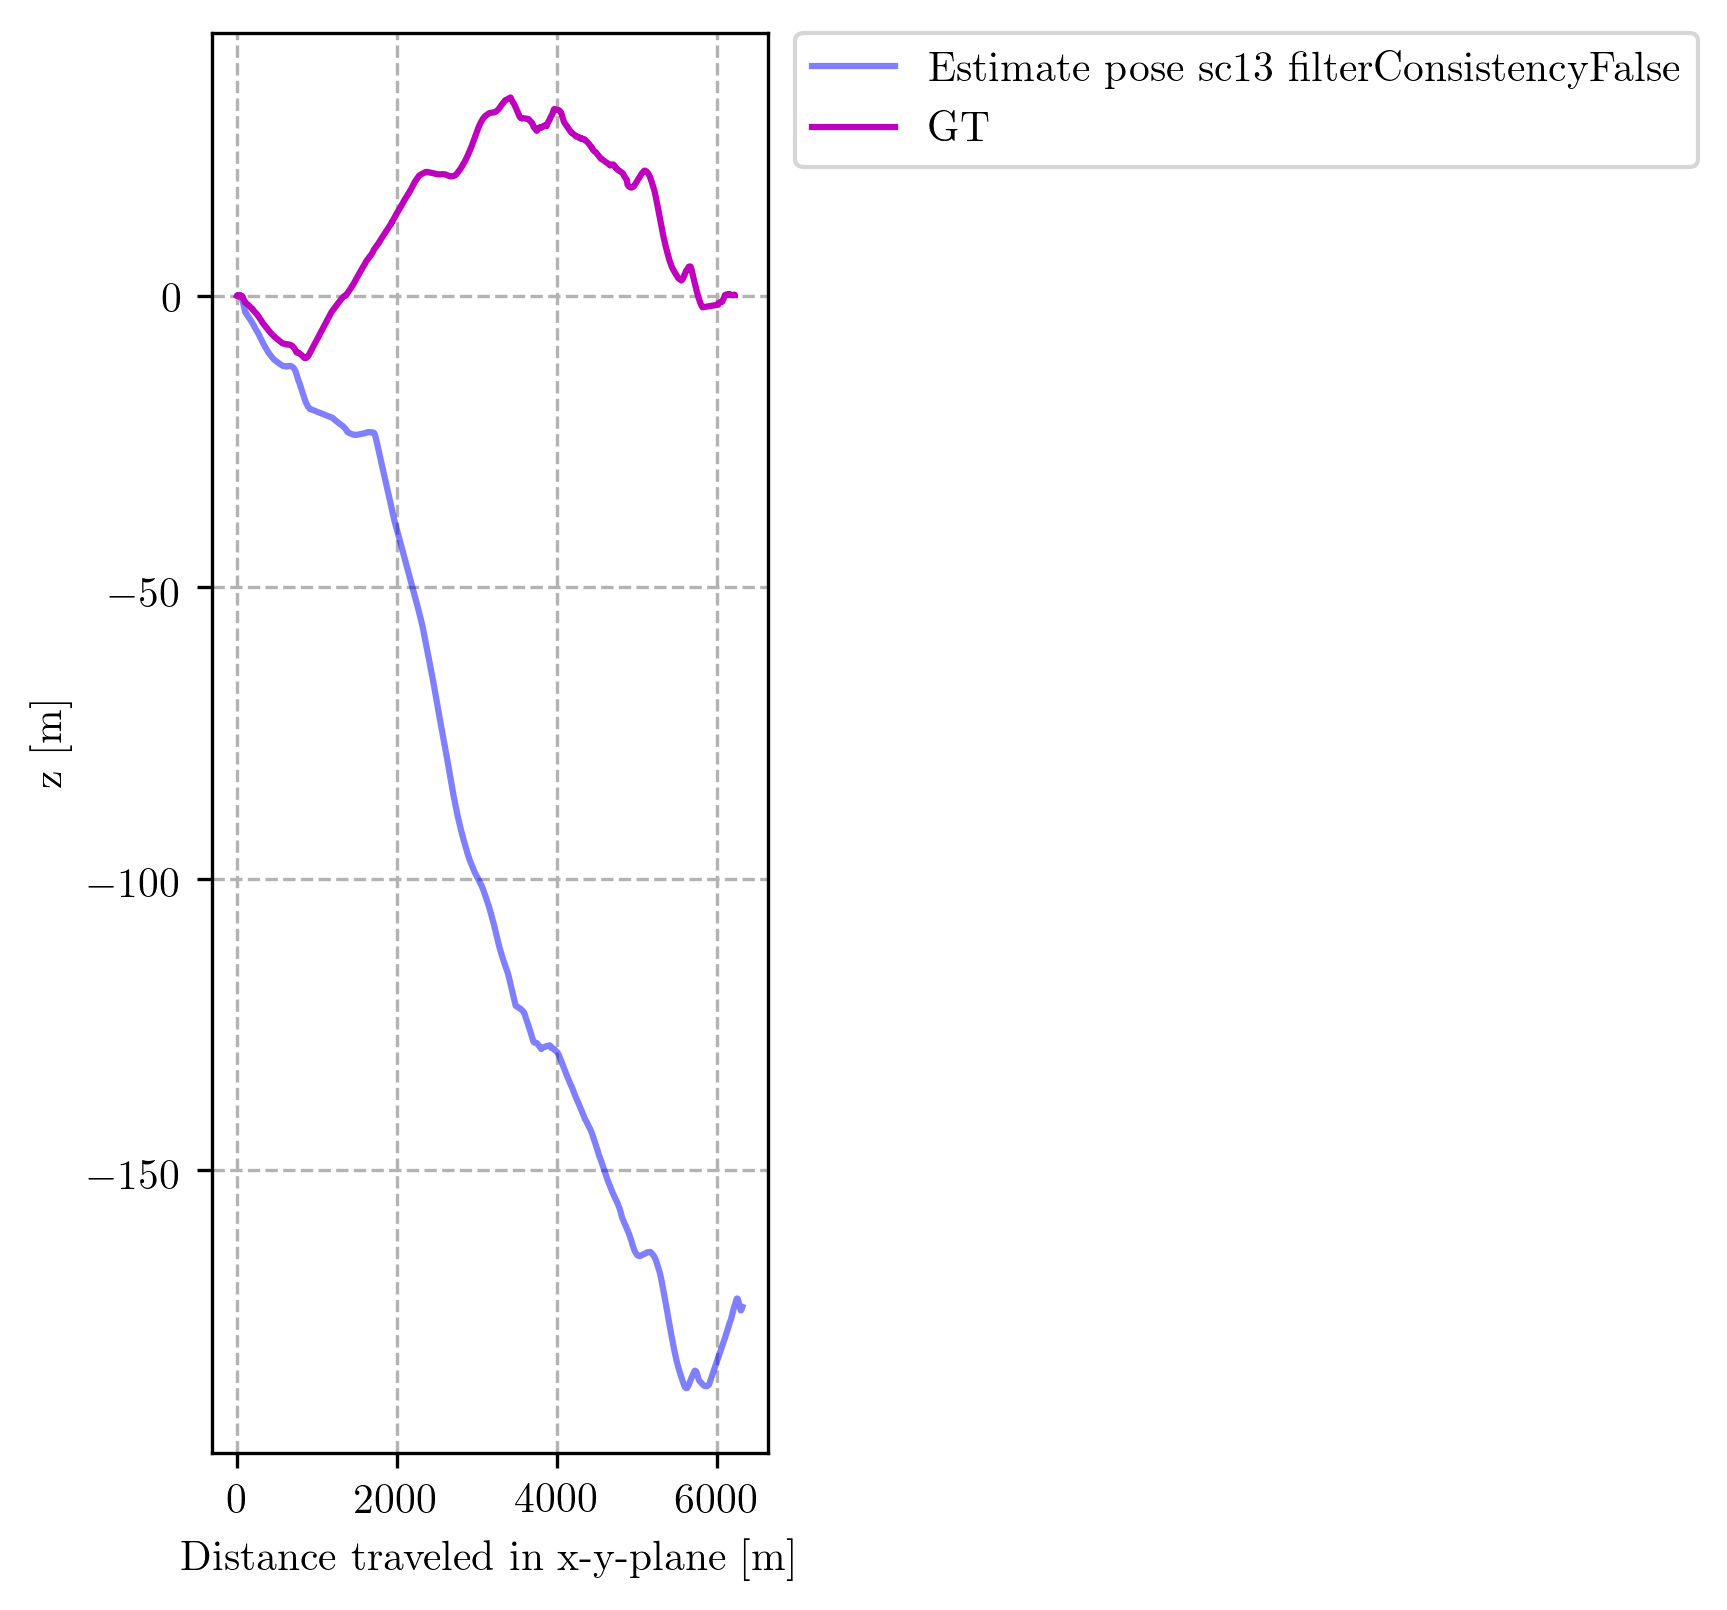 Estimate pose sc13 filterConsistencyFalse
GT
0
−50
−100
−150
z [m]
0 2000 4000 6000
Distance traveled in x-y-plane [m]